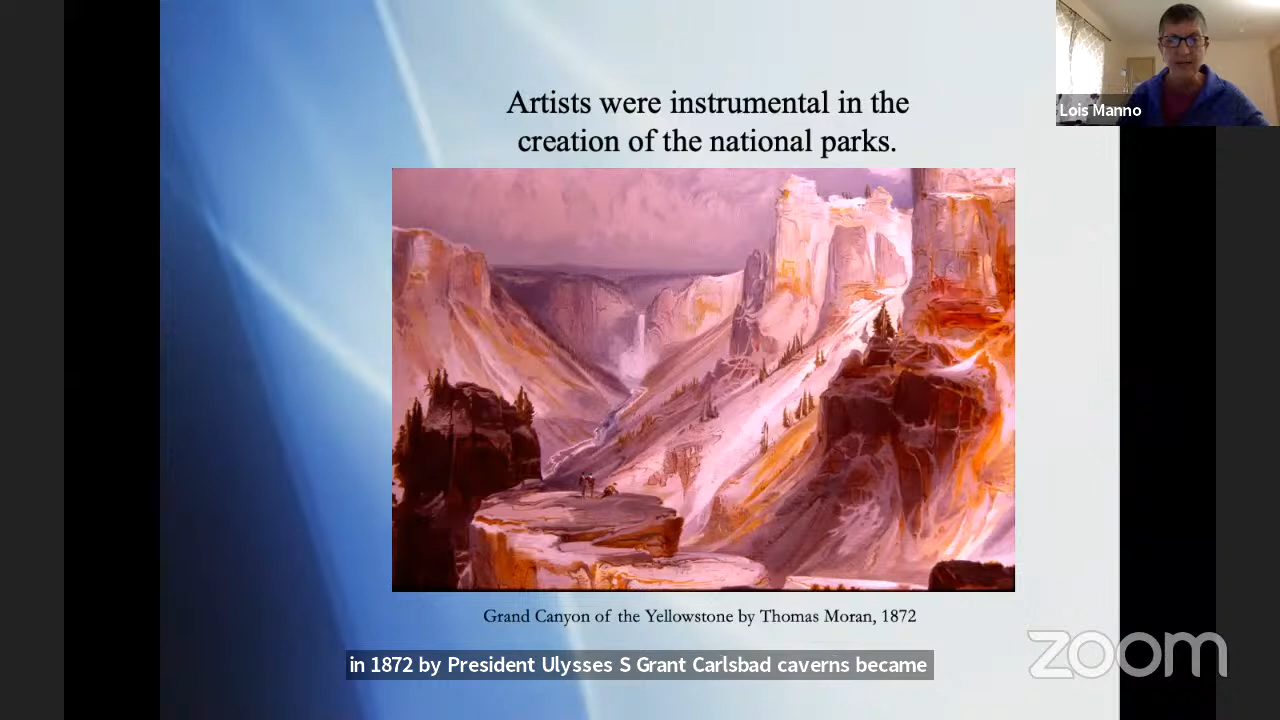 Artists were instrumental in the
creation of the national parks.
Lois Manno
Grand Canyon of the Yellowstone by Thomas Moran, 1872
in 1872 by President Ulysses S Grant Carlsbad caverns became
zoom